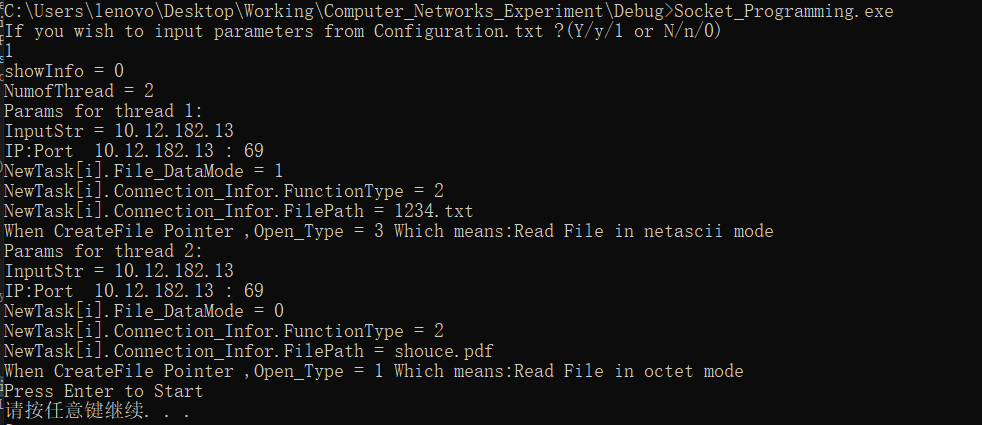 C:\Users\lenovo\Desktop\Working\Computer_Networks_Experiment\Debug>Socket_Programming.exe
If you wish to input parameters from Configuration.txt ?(Y/y/1 or N/n/0)
1
showInfo = 0
NumofThread = 2
Params for thread 1:
InputStr = 10.12.182.13
IP:Port  10.12.182.13 : 69
NewTask[i].File_DataMode = 1
NewTask[i].Connection_Infor.FunctionType = 2
NewTask[i].Connection_Infor.FilePath = 1234.txt
When CreateFile Pointer ,Open_Type = 3 Which means:Read File in netascii mode
Params for thread 2:
InputStr = 10.12.182.13
IP:Port  10.12.182.13 : 69
NewTask[i].File_DataMode = 0
NewTask[i].Connection_Infor.FunctionType = 2
NewTask[i].Connection_Infor.FilePath = shouce.pdf
When CreateFile Pointer ,Open_Type = 1 Which means:Read File in octet mode
Press Enter to Start
请按任意键继续. . .